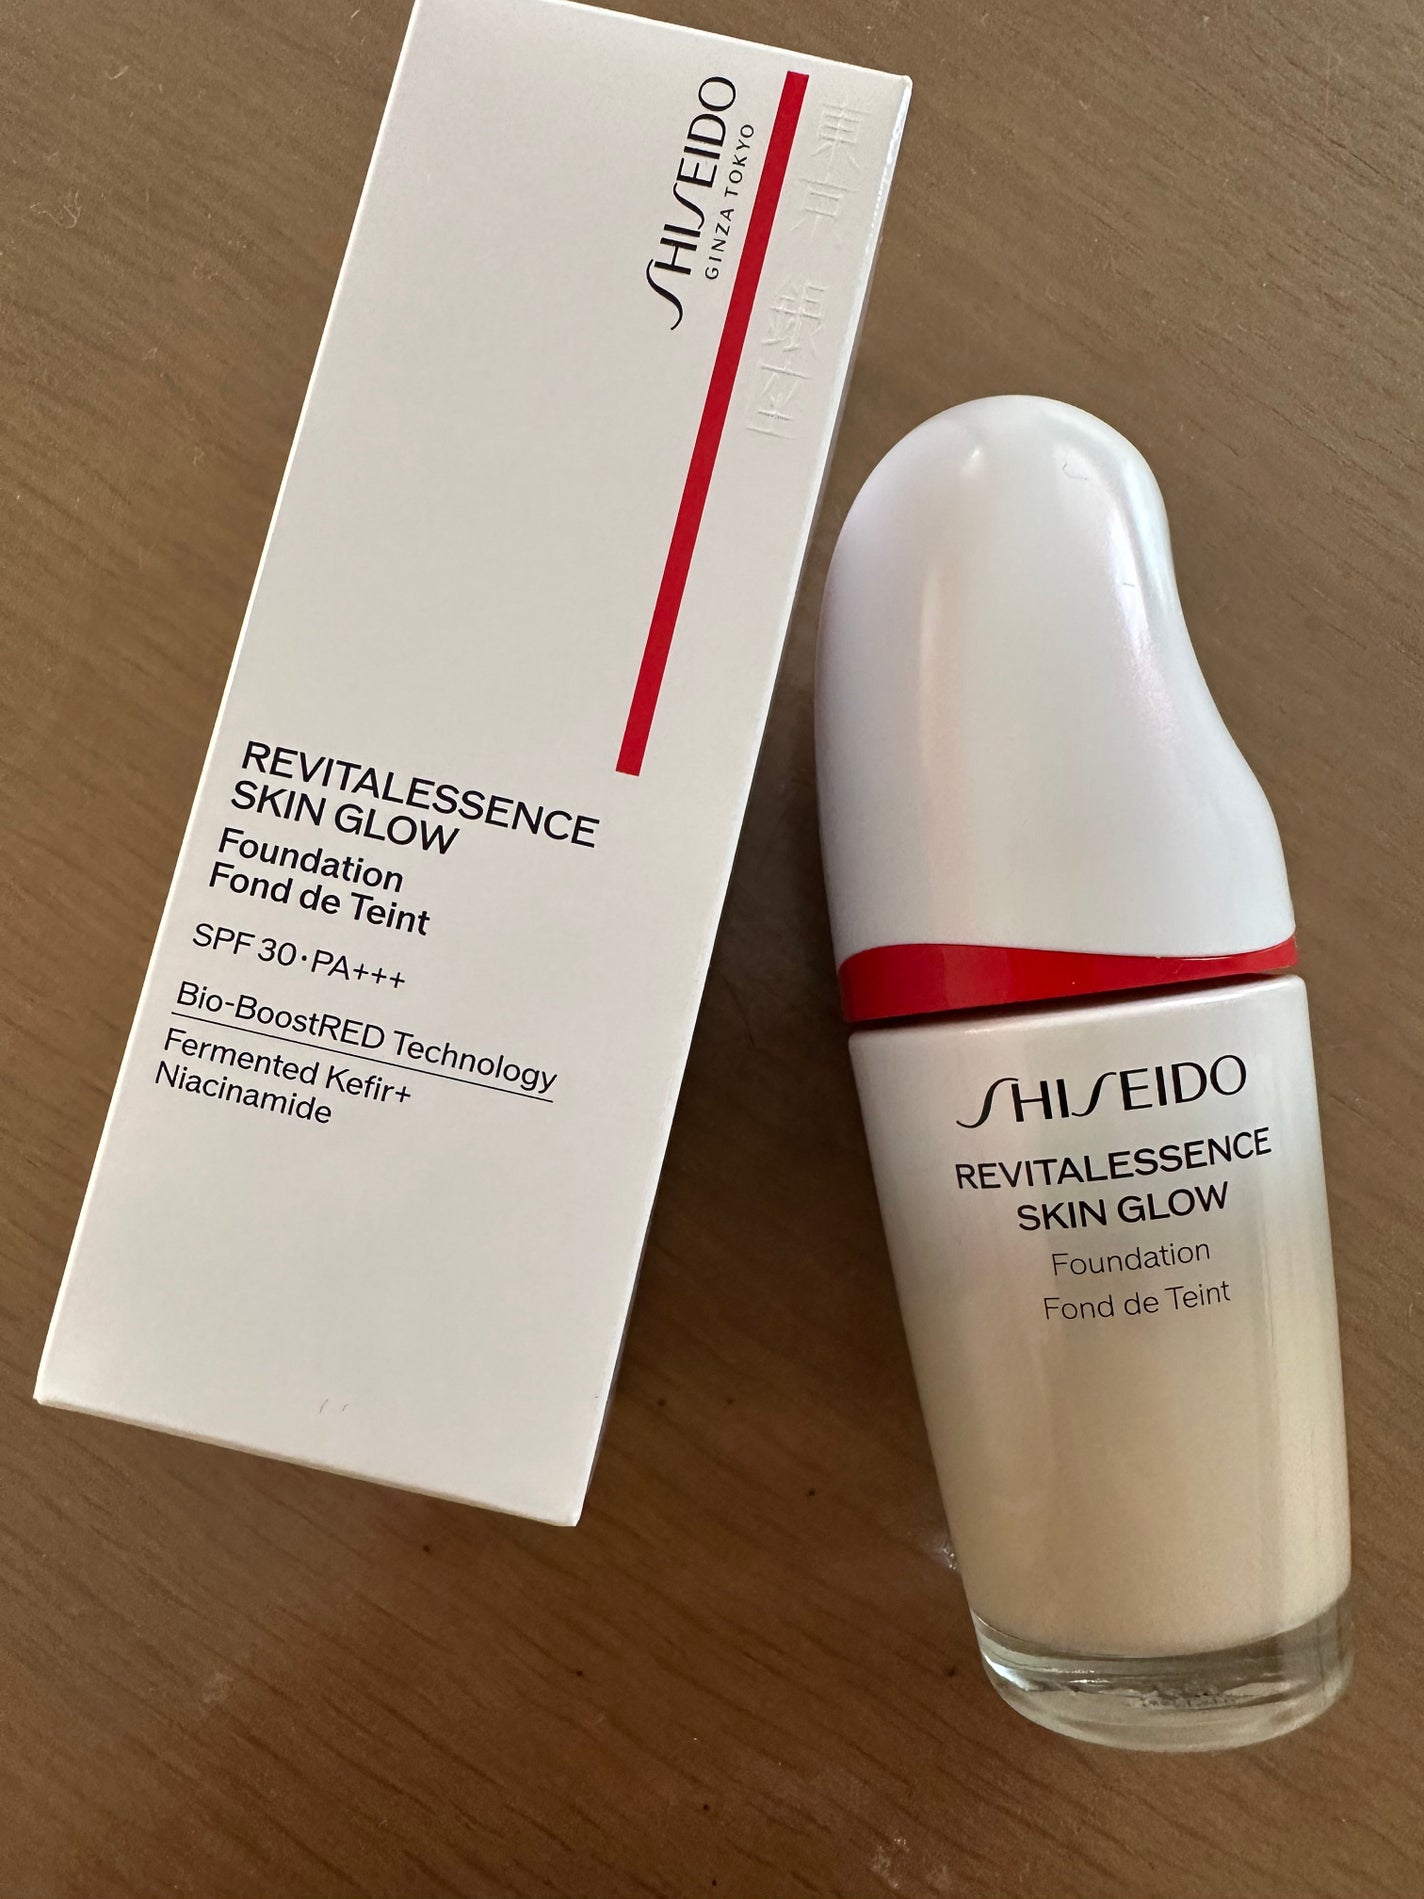 SHISEIDO
GINZA TOKYO
東京 銀座
REVITALESSENCE
SKIN GLOW
Foundation
Fond de Teint
SPF 30·PA+++
Bio-BoostRED Technology
Fermented Kefir+
Niacinamide
SHISEIDO
REVITALESSENCE
SKIN GLOW
Foundation
Fond de Teint